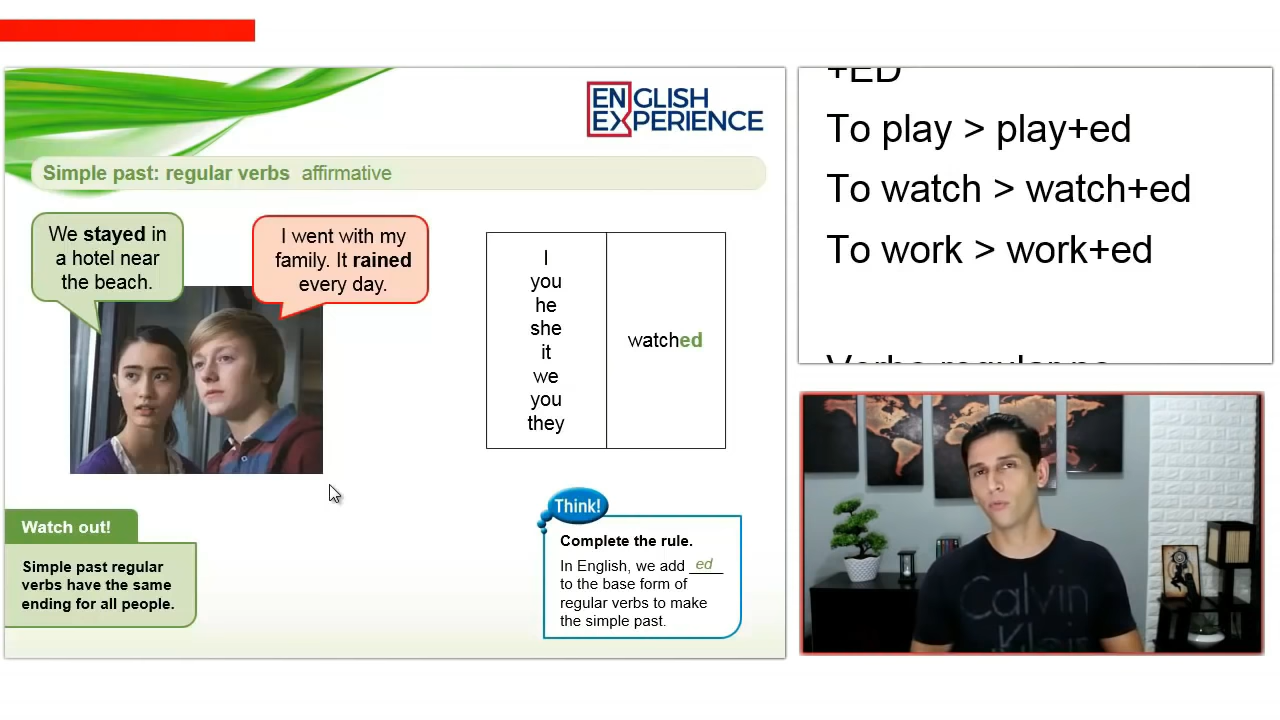 ENGLISH
EXPERIENCE
Simple past: regular verbs affirmative
We stayed in
a hotel near
the beach.
I went with my
family. It rained
every day.
I
you
he
she
it
we
you
they
watched
Watch out!
Simple past regular
verbs have the same
ending for all people.
Think!
Complete the rule.
In English, we add ed
to the base form of
regular verbs to make
the simple past.
+ED
To play > play+ed
To watch > watch+ed
To work > work+ed
Calvin
Klein